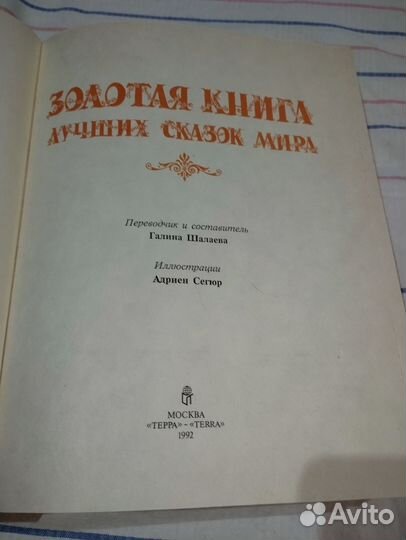 ЗОЛОТАЯ КНИГА
ЛУЧШИХ СКАЗОК МИРА
Переводчик и составитель
Галина Шалаева
Иллюстрации
Адриен Сегюр
МОСКВА
«ТЕРРА»-«TERRA»
1992
Avito